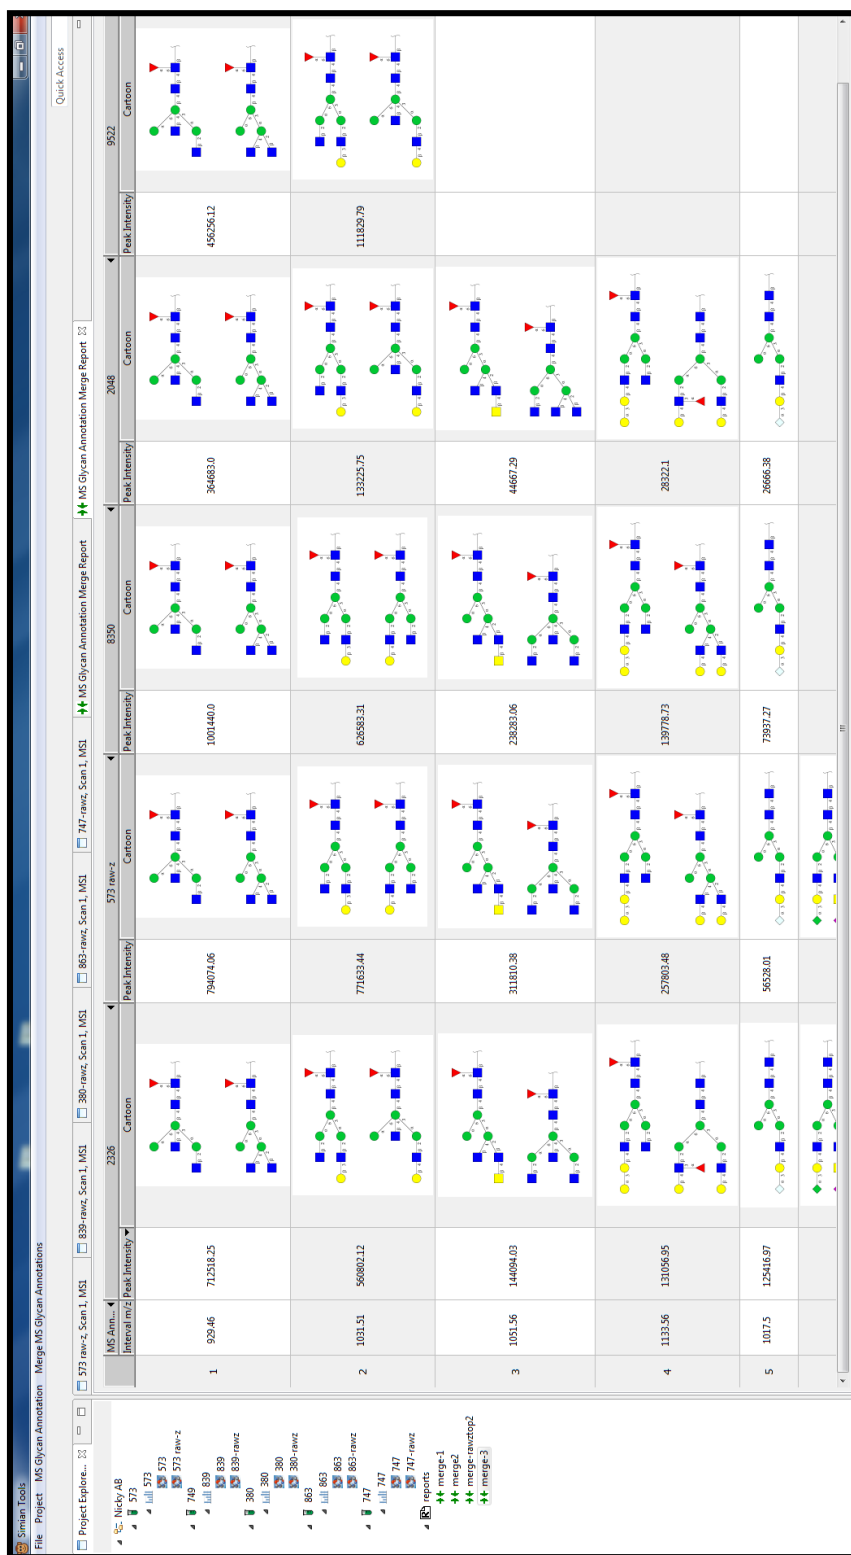 Simian Tools
File Project MS Glycan Annotation Merge MS Glycan Annotations
Quick Access
Project Explore...
573 raw-z, Scan 1, MS1
839-rawz, Scan 1, MS1
380-rawz, Scan 1, MS1
863-rawz, Scan 1, MS1
747-rawz, Scan 1, MS1
MS Glycan Annotation Merge Report
MS Glycan Annotation Merge Report
Nicky AB
573
573
573
573 raw-z
749
839
839
839-rawz
380
380
380
380-rawz
863
863
863
863-rawz
747
747
747
747-rawz
reports
merge-1
merge2
merge-rawztop2
merge-3
MS Ann... 2326 573 raw-z 8350 2048 9522
Interval m/z Peak Intensity Cartoon Peak Intensity Cartoon Peak Intensity Cartoon Peak Intensity Cartoon Peak Intensity Cartoon
1 929.46 712518.25 794074.06 1001440.0 364683.0 456256.12
2 1031.51 560802.12 771633.44 626583.31 133225.75 111829.79
3 1051.56 144094.03 311810.38 238283.06 44667.29
4 1133.56 131056.95 257803.48 139778.73 28322.1
5 1017.5 125416.97 56528.01 73937.27 26666.38